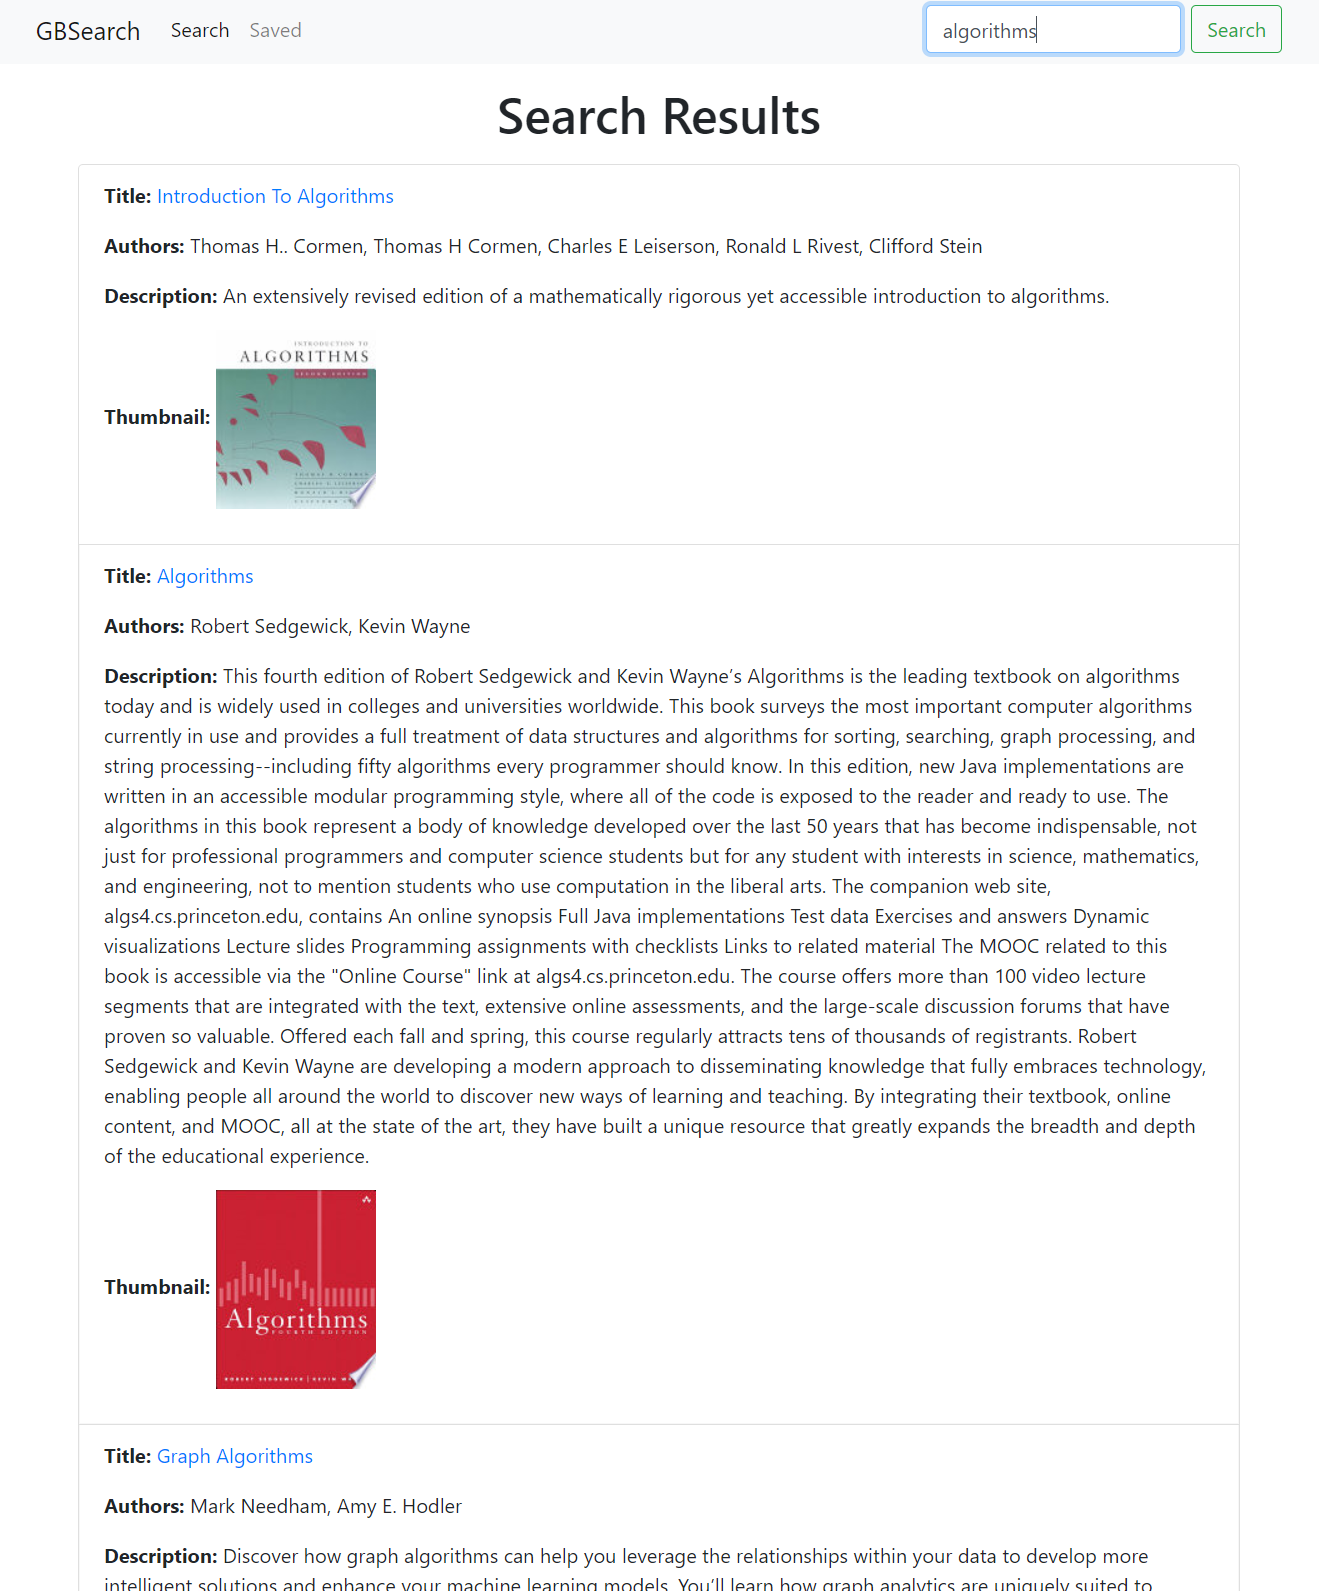 GBSearch Search Saved algorithms Search
Search Results
Title: Introduction To Algorithms
Authors: Thomas H.. Cormen, Thomas H Cormen, Charles E Leiserson, Ronald L Rivest, Clifford Stein
Description: An extensively revised edition of a mathematically rigorous yet accessible introduction to algorithms.
INTRODUCTION TO
ALGORITHMS
SECOND EDITION
Thumbnail:
Title: Algorithms
Authors: Robert Sedgewick, Kevin Wayne
Description: This fourth edition of Robert Sedgewick and Kevin Wayne’s Algorithms is the leading textbook on algorithms
today and is widely used in colleges and universities worldwide. This book surveys the most important computer algorithms
currently in use and provides a full treatment of data structures and algorithms for sorting, searching, graph processing, and
string processing--including fifty algorithms every programmer should know. In this edition, new Java implementations are
written in an accessible modular programming style, where all of the code is exposed to the reader and ready to use. The
algorithms in this book represent a body of knowledge developed over the last 50 years that has become indispensable, not
just for professional programmers and computer science students but for any student with interests in science, mathematics,
and engineering, not to mention students who use computation in the liberal arts. The companion web site,
algs4.cs.princeton.edu, contains An online synopsis Full Java implementations Test data Exercises and answers Dynamic
visualizations Lecture slides Programming assignments with checklists Links to related material The MOOC related to this
book is accessible via the "Online Course" link at algs4.cs.princeton.edu. The course offers more than 100 video lecture
segments that are integrated with the text, extensive online assessments, and the large-scale discussion forums that have
proven so valuable. Offered each fall and spring, this course regularly attracts tens of thousands of registrants. Robert
Sedgewick and Kevin Wayne are developing a modern approach to disseminating knowledge that fully embraces technology,
enabling people all around the world to discover new ways of learning and teaching. By integrating their textbook, online
content, and MOOC, all at the state of the art, they have built a unique resource that greatly expands the breadth and depth
of the educational experience.
Thumbnail:
Algorithms
FOURTH EDITION
ROBERT SEDGEWICK | KEVIN
Title: Graph Algorithms
Authors: Mark Needham, Amy E. Hodler
Description: Discover how graph algorithms can help you leverage the relationships within your data to develop more
intelligent solutions and enhance your machine learning models. You’ll learn how graph analytics are uniquely suited to